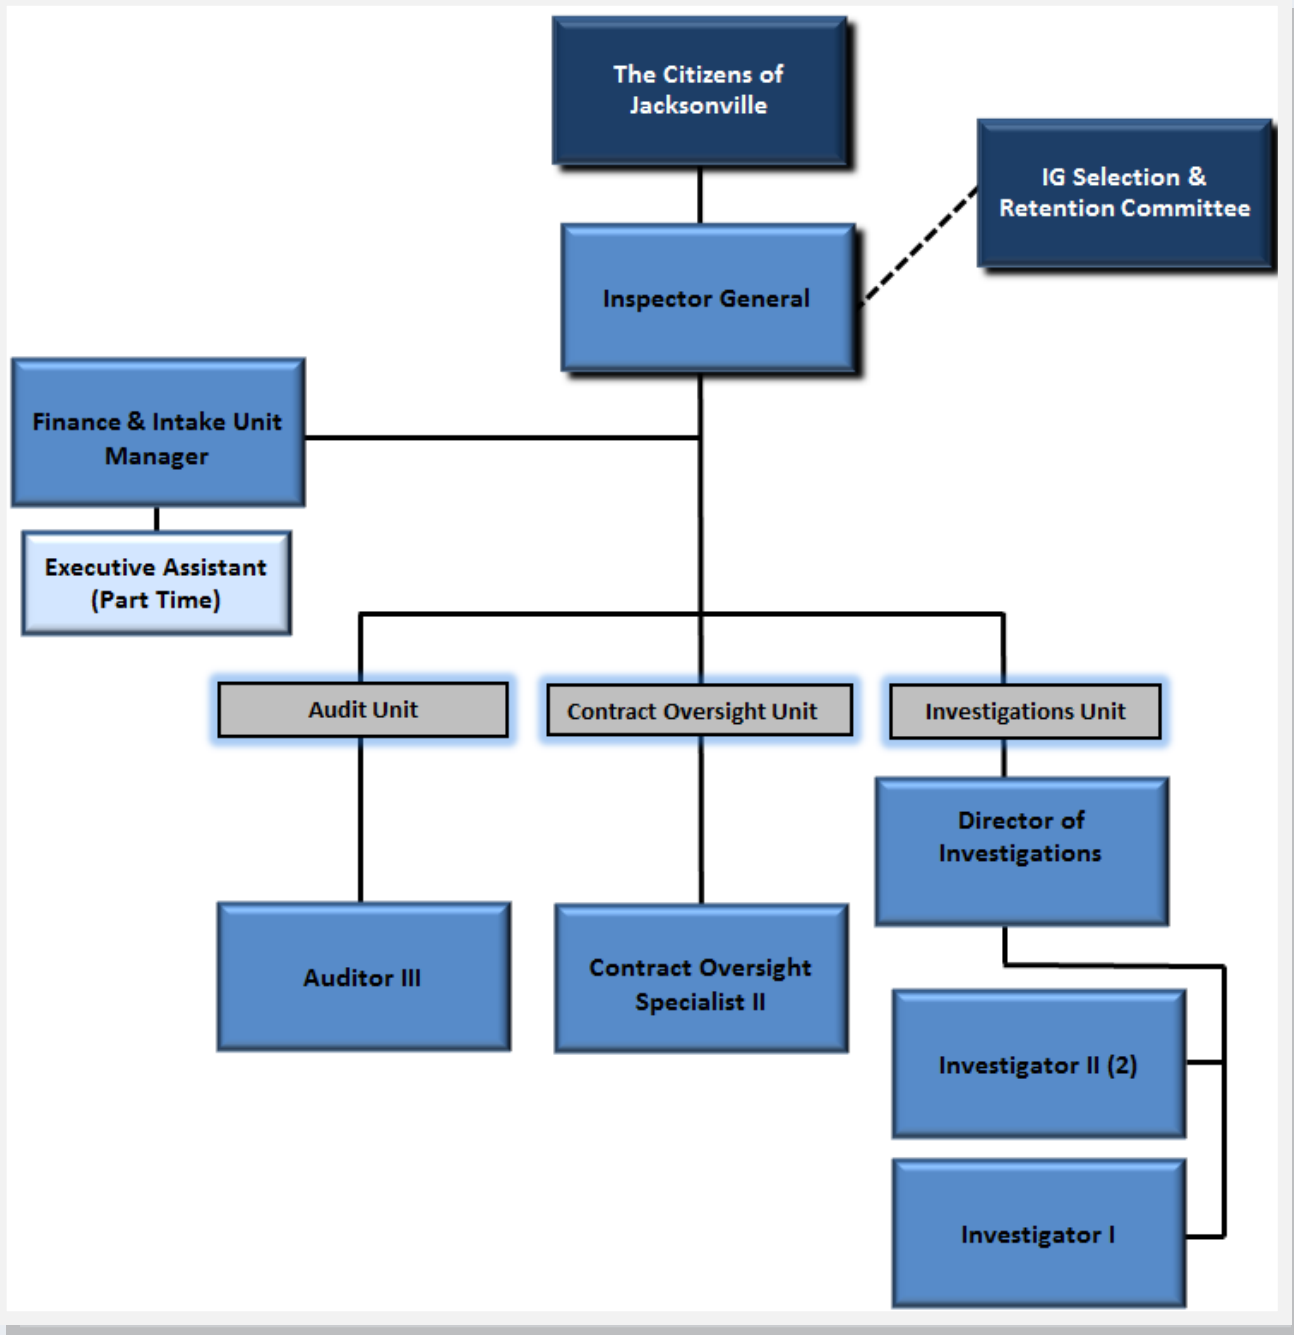 The Citizens of
Jacksonville
IG Selection &
Retention Committee
Inspector General
Finance & Intake Unit
Manager
Executive Assistant
(Part Time)
Audit Unit
Contract Oversight Unit
Investigations Unit
Director of
Investigations
Auditor III
Contract Oversight
Specialist II
Investigator II (2)
Investigator I